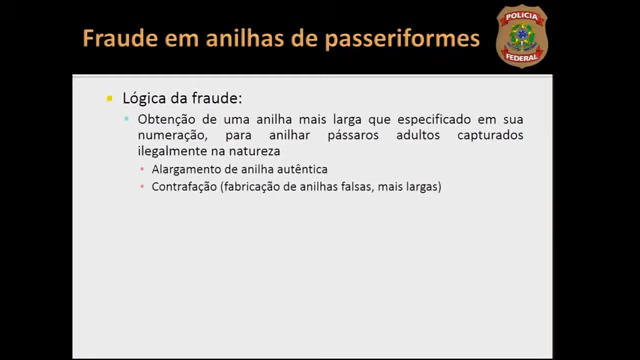 Fraude em anilhas de passeriformes
POLICIA
FEDERAL
Lógica da fraude:
Obtenção de uma anilha mais larga que especificado em sua
numeração, para anilhar pássaros adultos capturados
ilegalmente na natureza
Alargamento de anilha autêntica
Contrafação (fabricação de anilhas falsas, mais largas)